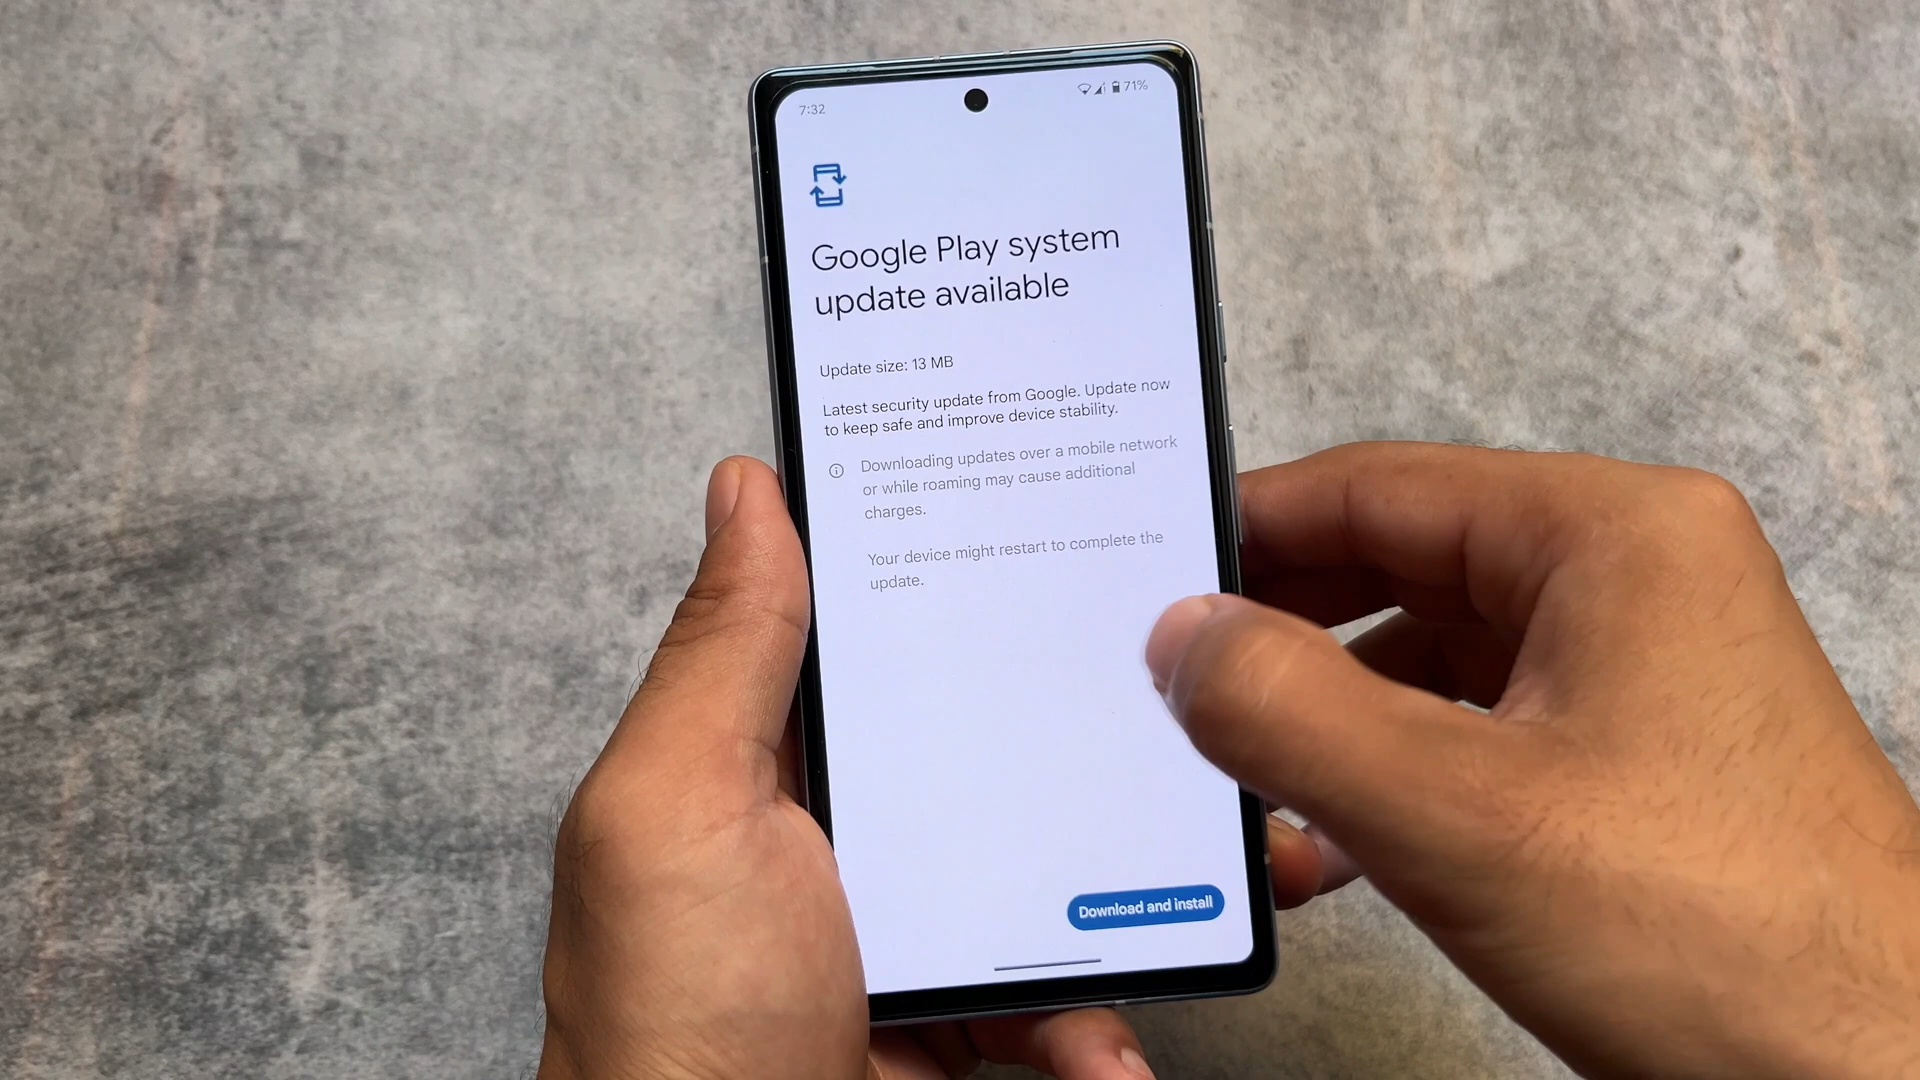 7:32
71%
Google Play system
update available
Update size: 13 MB
Latest security update from Google. Update now
to keep safe and improve device stability.
Downloading updates over a mobile network
or while roaming may cause additional
charges.
Your device might restart to complete the
update.
Download and install